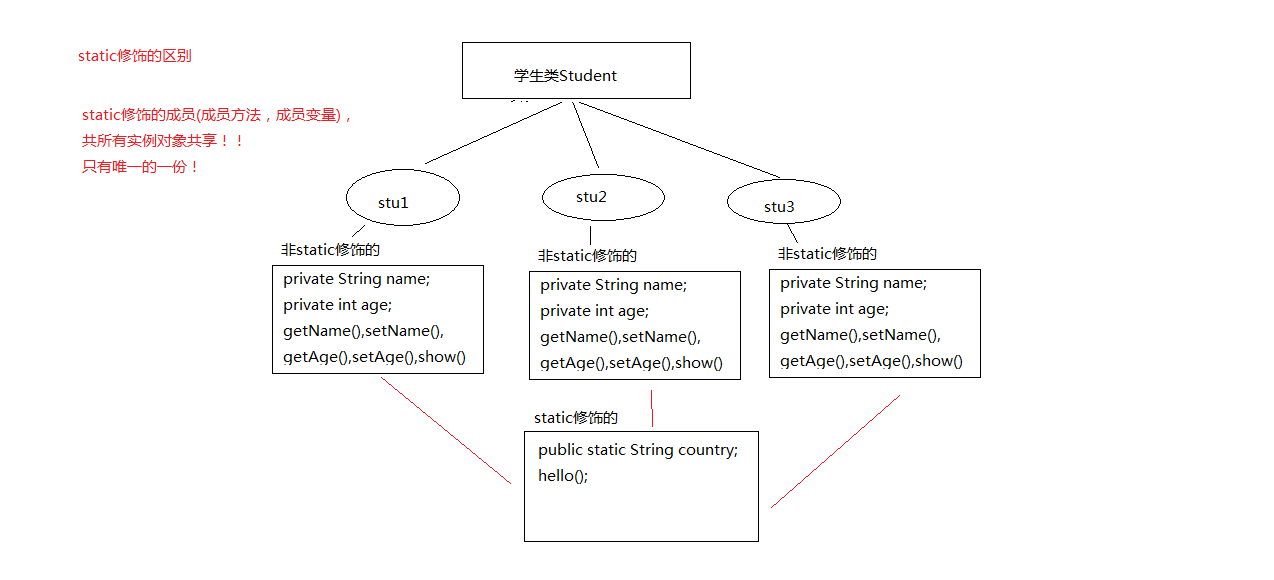 static修饰的区别
学生类Student
static修饰的成员(成员方法，成员变量)，
共所有实例对象共享！！
只有唯一的一份！
stu1
stu2
stu3
非static修饰的
private String name;
private int age;
getName(),setName(),
getAge(),setAge(),show()
非static修饰的
private String name;
private int age;
getName(),setName(),
getAge(),setAge(),show()
非static修饰的
private String name;
private int age;
getName(),setName(),
getAge(),setAge(),show()
static修饰的
public static String country;
hello();